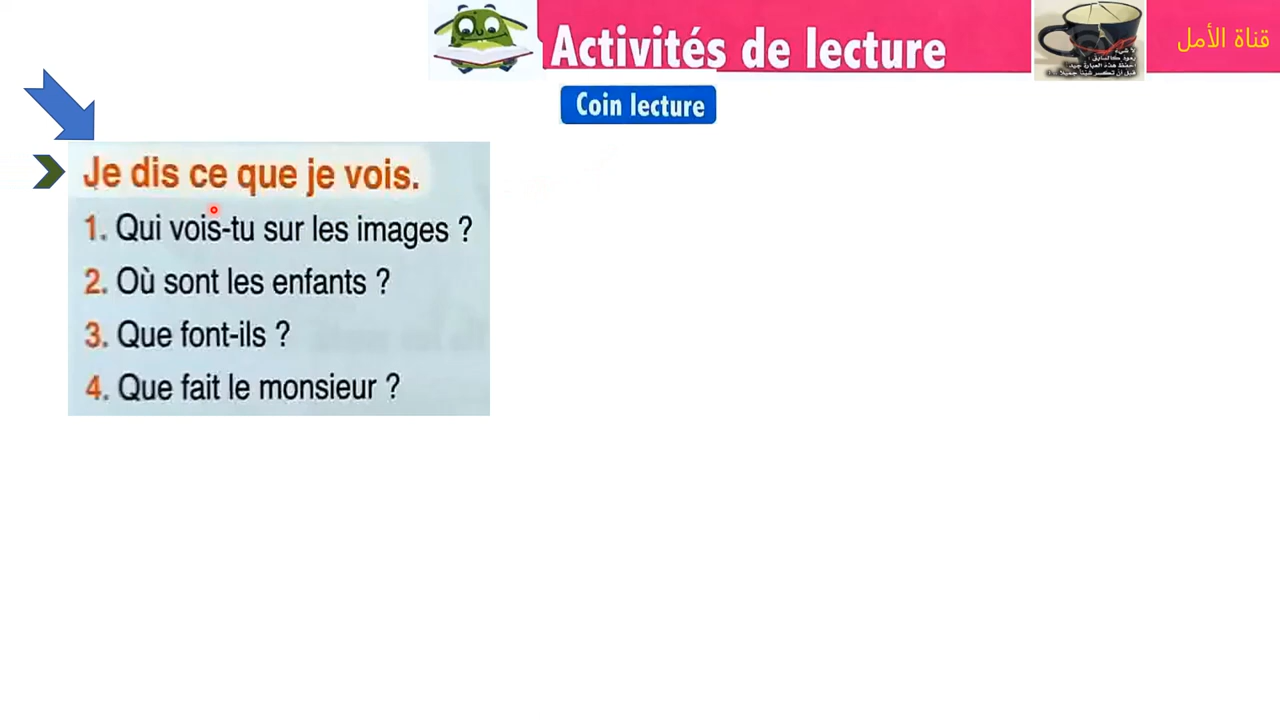 Activités de lecture
قناة الأمل
Coin lecture
Je dis ce que je vois.
1. Qui vois-tu sur les images ?
2. Où sont les enfants ?
3. Que font-ils ?
4. Que fait le monsieur ?